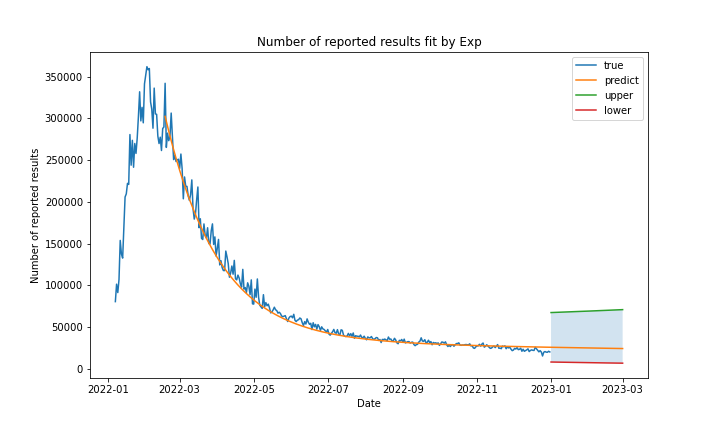 Number of reported results fit by Exp
true
predict
upper
lower
350000
300000
250000
200000
150000
100000
50000
0
Number of reported results
2022-01 2022-03 2022-05 2022-07 2022-09 2022-11 2023-01 2023-03
Date